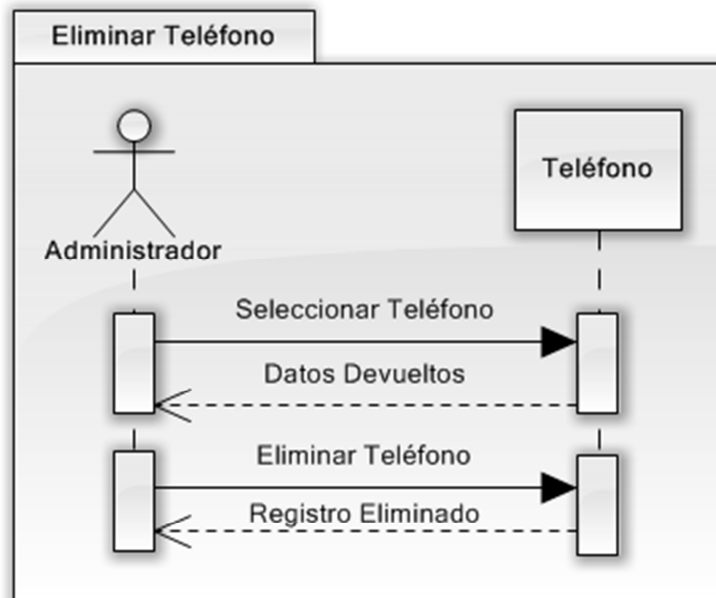 Eliminar Teléfono
Teléfono
Administrador
Seleccionar Teléfono
Datos Devueltos
Eliminar Teléfono
Registro Eliminado